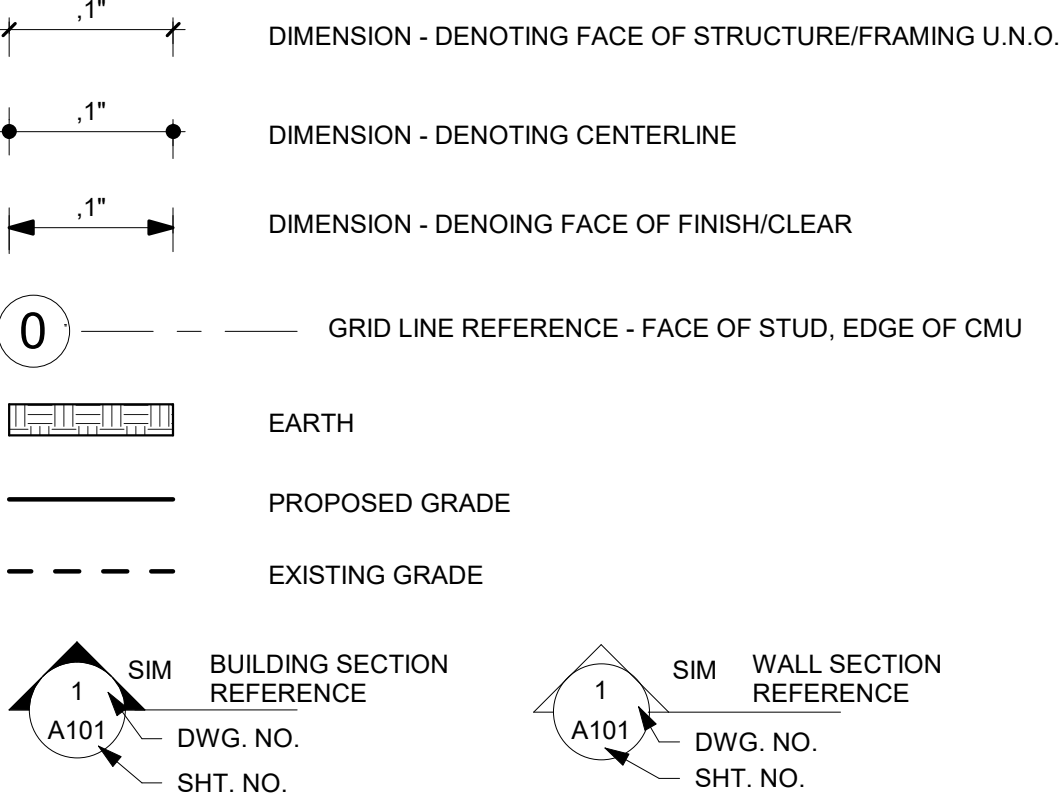 ,1"
DIMENSION - DENOTING FACE OF STRUCTURE/FRAMING U.N.O.
,1"
DIMENSION - DENOTING CENTERLINE
,1"
DIMENSION - DENOING FACE OF FINISH/CLEAR
0
GRID LINE REFERENCE - FACE OF STUD, EDGE OF CMU
EARTH
PROPOSED GRADE
EXISTING GRADE
1
A101
SIM
BUILDING SECTION
REFERENCE
DWG. NO.
SHT. NO.
1
A101
SIM
WALL SECTION
REFERENCE
DWG. NO.
SHT. NO.